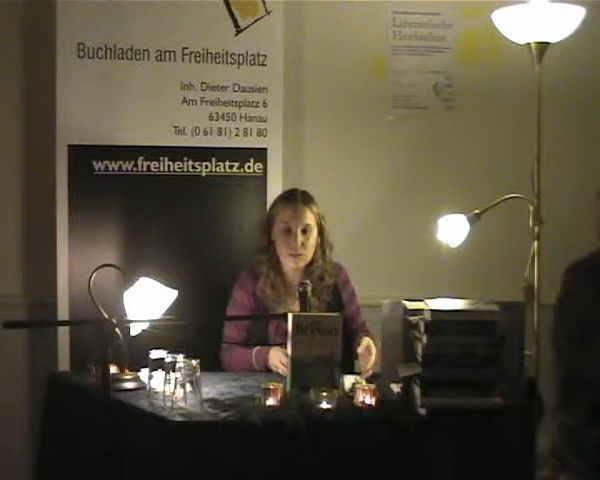 Buchladen am Freiheitsplatz
Inh. Dieter Dausien
Am Freiheitsplatz 6
63450 Hanau
Tel. (0 61 81) 2 81 80
www.freiheitsplatz.de
Literarische